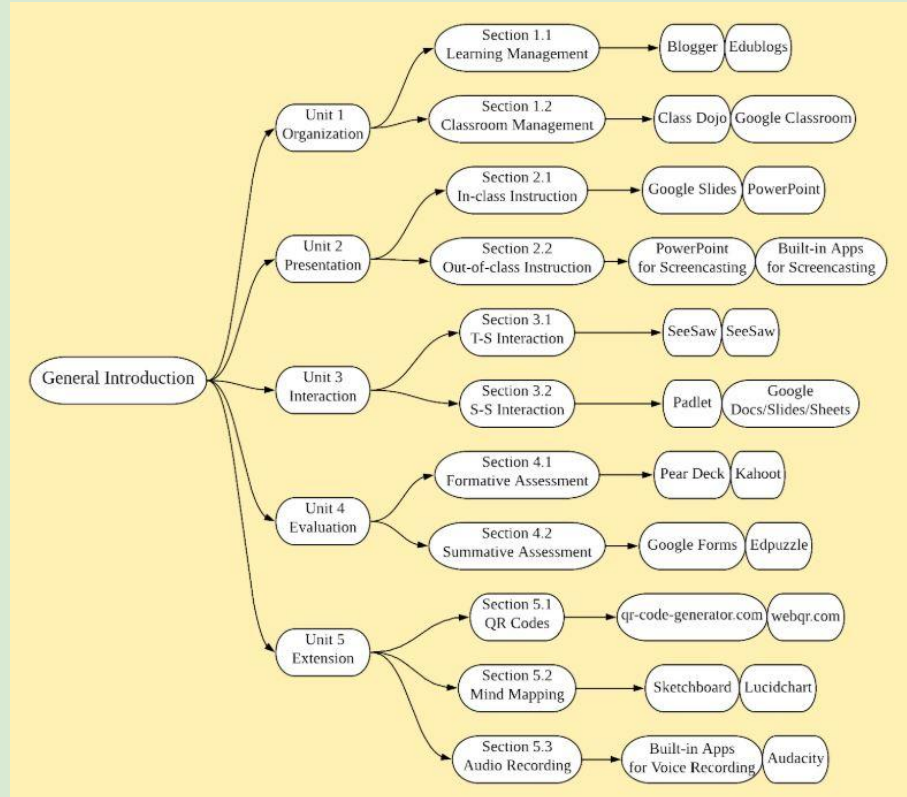 General Introduction
Unit 1
Organization
Section 1.1
Learning Management
Blogger
Edublogs
Section 1.2
Classroom Management
Class Dojo
Google Classroom
Unit 2
Presentation
Section 2.1
In-class Instruction
Google Slides
PowerPoint
Section 2.2
Out-of-class Instruction
PowerPoint
for Screencasting
Built-in Apps
for Screencasting
Unit 3
Interaction
Section 3.1
T-S Interaction
SeeSaw
SeeSaw
Section 3.2
S-S Interaction
Padlet
Google
Docs/Slides/Sheets
Unit 4
Evaluation
Section 4.1
Formative Assessment
Pear Deck
Kahoot
Section 4.2
Summative Assessment
Google Forms
Edpuzzle
Unit 5
Extension
Section 5.1
QR Codes
qr-code-generator.com
webqr.com
Section 5.2
Mind Mapping
Sketchboard
Lucidchart
Section 5.3
Audio Recording
Built-in Apps
for Voice Recording
Audacity